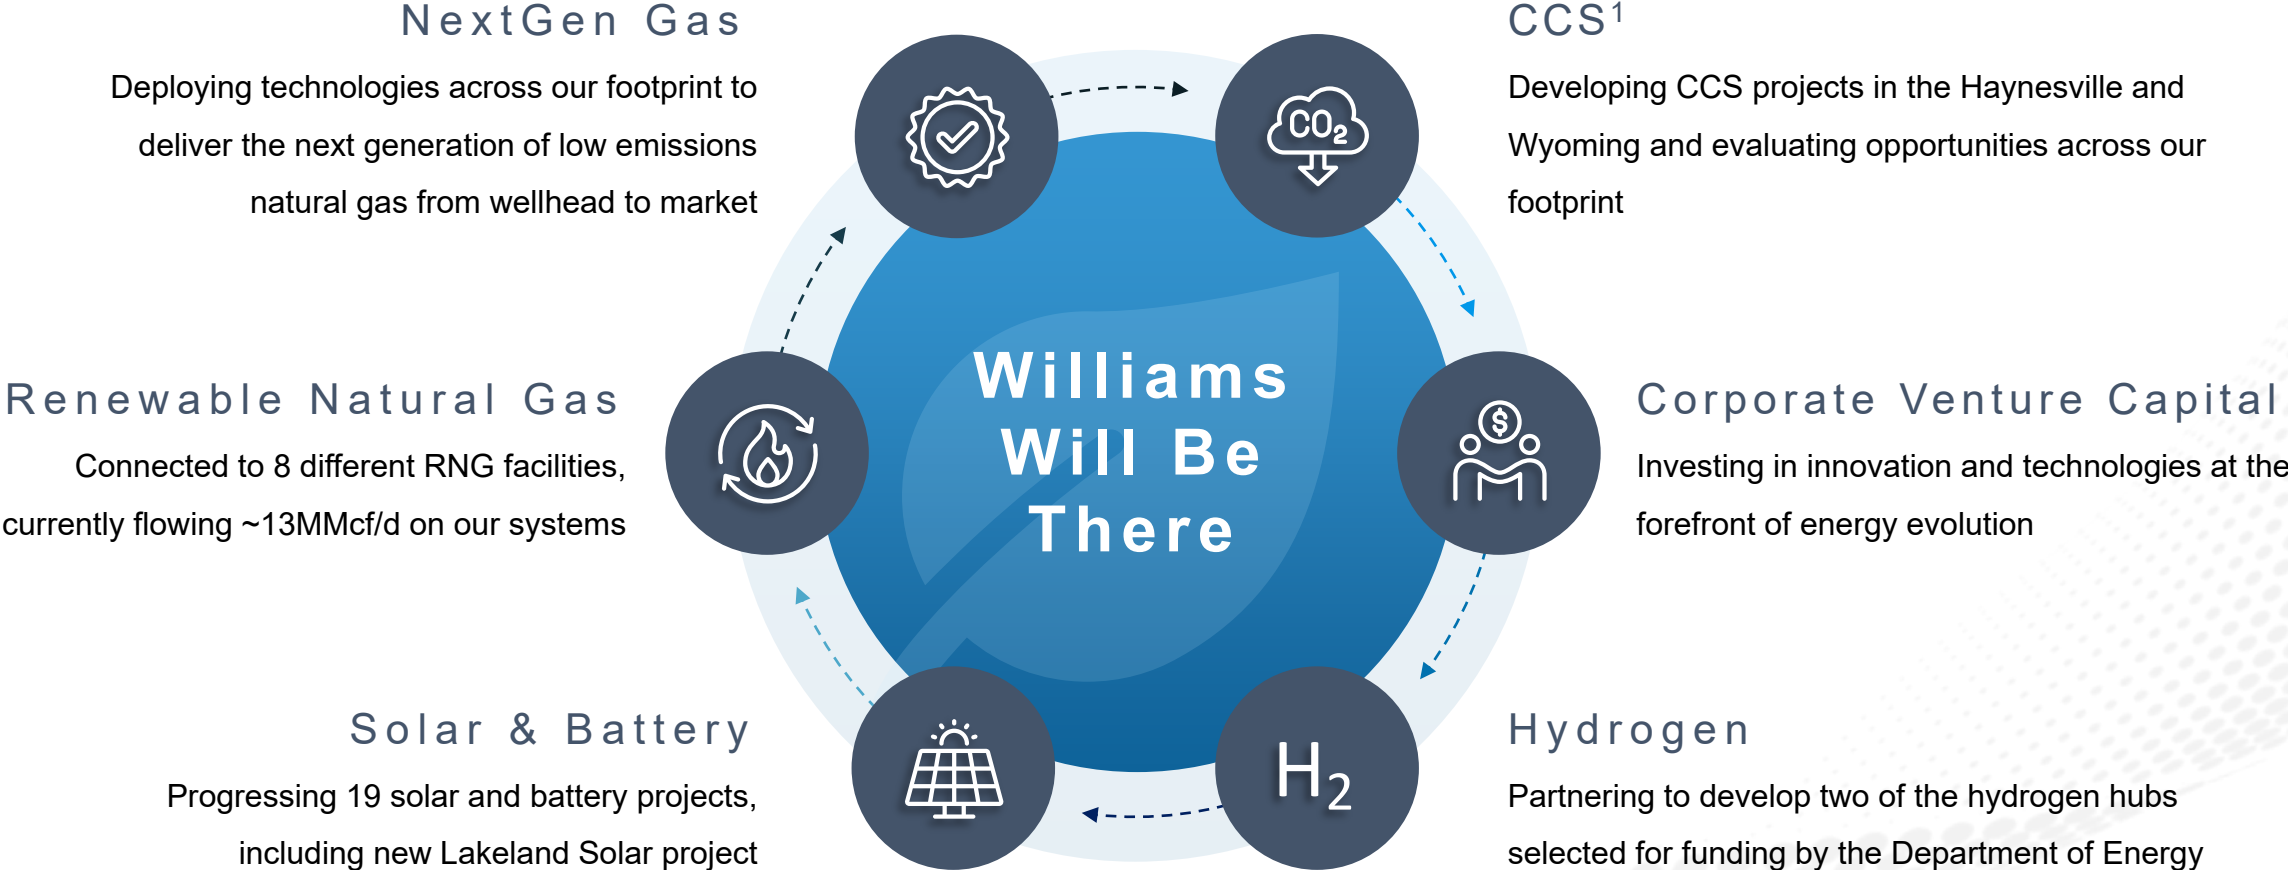 NextGen Gas
Deploying technologies across our footprint to
deliver the next generation of low emissions
natural gas from wellhead to market
CCS¹
Developing CCS projects in the Haynesville and
Wyoming and evaluating opportunities across our
footprint
CO₂
Renewable Natural Gas
Connected to 8 different RNG facilities,
currently flowing ~13MMcf/d on our systems
Williams
Will Be
There
$
Corporate Venture Capital
Investing in innovation and technologies at the
forefront of energy evolution
Solar & Battery
Progressing 19 solar and battery projects,
including new Lakeland Solar project
H₂
Hydrogen
Partnering to develop two of the hydrogen hubs
selected for funding by the Department of Energy